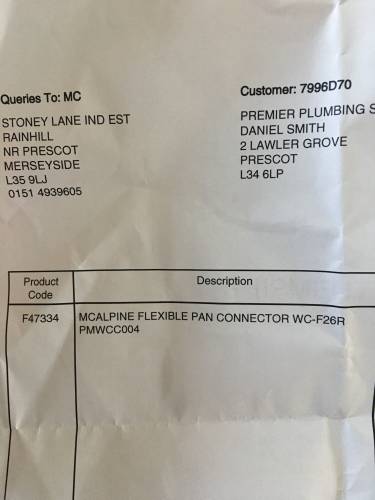 Queries To: MC
STONEY LANE IND EST
RAINHILL
NR PRESCOT
MERSEYSIDE
L35 9LJ
0151 4939605
Customer: 7996D70
PREMIER PLUMBING S
DANIEL SMITH
2 LAWLER GROVE
PRESCOT
L34 6LP
Product
Code
Description
F47334 MCALPINE FLEXIBLE PAN CONNECTOR WC-F26R
PMWCC004